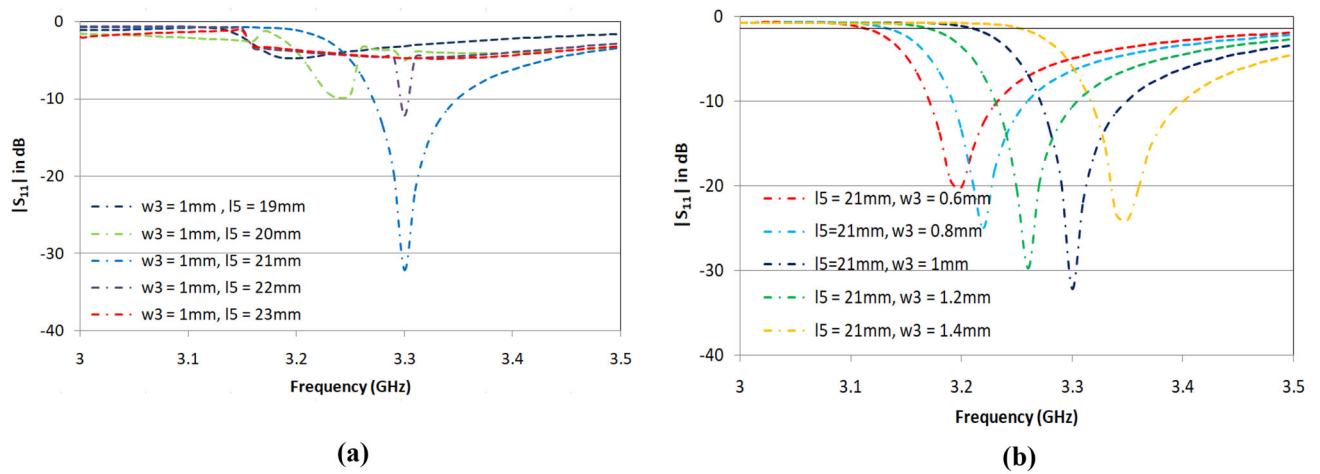 0
-10
-20
-30
-40
|S11| in dB
w3 = 1mm , l5 = 19mm
w3 = 1mm, l5 = 20mm
w3 = 1mm, l5 = 21mm
w3 = 1mm, l5 = 22mm
w3 = 1mm, l5 = 23mm
3 3.1 3.2 3.3 3.4 3.5
Frequency (GHz)
(a)
0
-10
-20
-30
-40
|S11| in dB
l5 = 21mm, w3 = 0.6mm
l5=21mm, w3 = 0.8mm
l5=21mm, w3 = 1mm
l5 = 21mm, w3 = 1.2mm
l5 = 21mm, w3 = 1.4mm
3 3.1 3.2 3.3 3.4 3.5
Frequency (GHz)
(b)